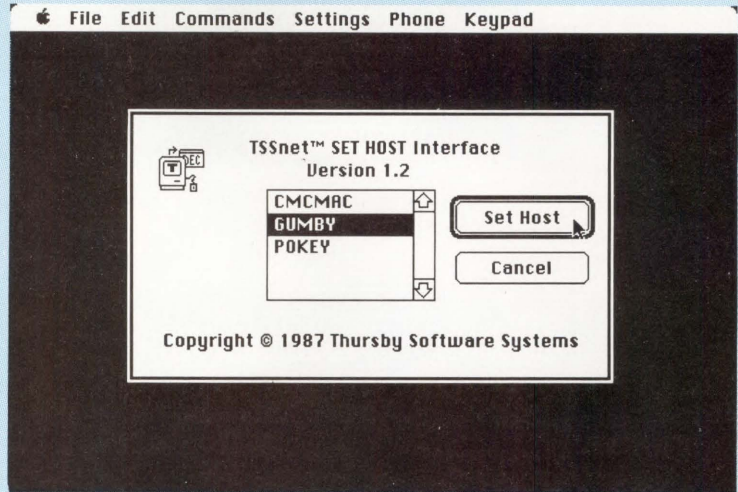 File Edit Commands Settings Phone Keypad
DEC
T
TSSnet™ SET HOST Interface
Version 1.2
CMCMAC
GUMBY
POKEY
Set Host
Cancel
Copyright © 1987 Thursby Software Systems